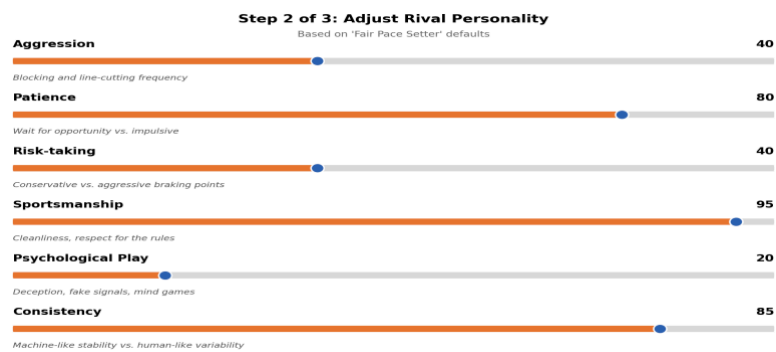 Step 2 of 3: Adjust Rival Personality
Based on 'Fair Pace Setter' defaults
Aggression 40
Blocking and line-cutting frequency
Patience 80
Wait for opportunity vs. impulsive
Risk-taking 40
Conservative vs. aggressive braking points
Sportsmanship 95
Cleanliness, respect for the rules
Psychological Play 20
Deception, fake signals, mind games
Consistency 85
Machine-like stability vs. human-like variability